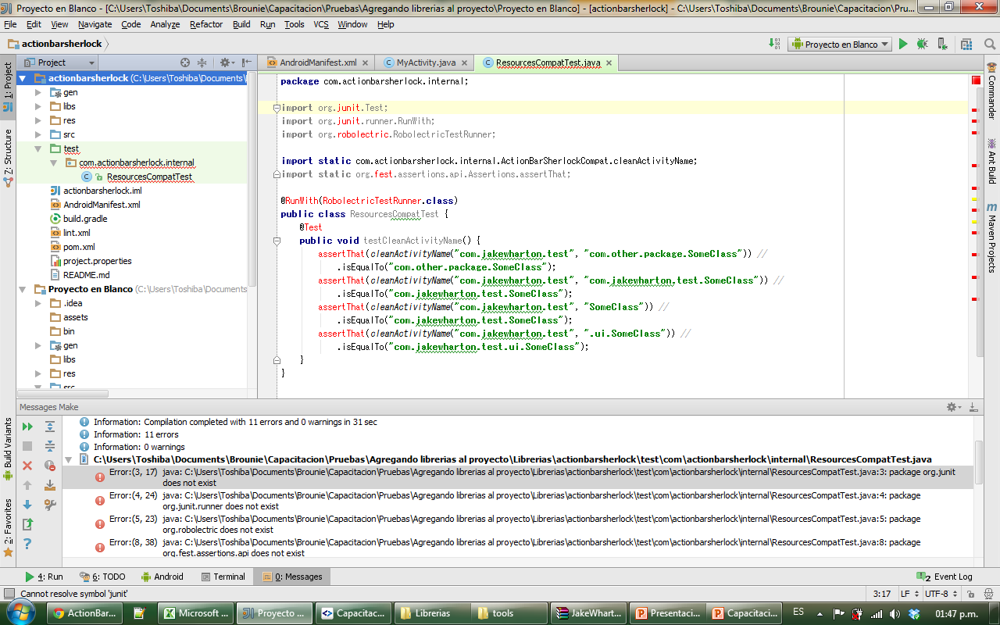 Proyecto en Blanco - [C:\Users\Toshiba\Documents\Brounie\Capacitacion\Pruebas\Agregando librerias al proyecto\Proyecto en Blanco] - [actionbarsherlock] - C:\Users\Toshiba\Documents\Brounie\Capacitacion\Pru...
File Edit View Navigate Code Analyze Refactor Build Run Tools VCS Window Help
actionbarsherlock
Proyecto en Blanco
Project
AndroidManifest.xml
MyActivity.java
ResourcesCompatTest.java
1: Project
Z: Structure
Build Variants
2: Favorites
Commander
Ant Build
m
Maven Projects
actionbarsherlock (C:\Users\Toshiba\Documents\
gen
libs
res
src
test
com.actionbarsherlock.internal
ResourcesCompatTest
actionbarsherlock.iml
AndroidManifest.xml
build.gradle
lint.xml
pom.xml
project.properties
README.md
Proyecto en Blanco (C:\Users\Toshiba\Documents
.idea
assets
bin
gen
libs
res
src
package com.actionbarsherlock.internal;
import org.junit.Test;
import org.junit.runner.RunWith;
import org.robolectric.RobolectricTestRunner;
import static com.actionbarsherlock.internal.ActionBarSherlockCompat.cleanActivityName;
import static org.fest.assertions.api.Assertions.assertThat;
@RunWith(RobolectricTestRunner.class)
public class ResourcesCompatTest {
@Test
public void testCleanActivityName() {
assertThat(cleanActivityName("com.jakewharton.test", "com.other.package.SomeClass")) //
.isEqualTo("com.other.package.SomeClass");
assertThat(cleanActivityName("com.jakewharton.test", "com.jakewharton.test.SomeClass")) //
.isEqualTo("com.jakewharton.test.SomeClass");
assertThat(cleanActivityName("com.jakewharton.test", "SomeClass")) //
.isEqualTo("com.jakewharton.test.SomeClass");
assertThat(cleanActivityName("com.jakewharton.test", ".ui.SomeClass")) //
.isEqualTo("com.jakewharton.test.ui.SomeClass");
}
}
Messages Make
Information: Compilation completed with 11 errors and 0 warnings in 31 sec
Information: 11 errors
Information: 0 warnings
C:\Users\Toshiba\Documents\Brounie\Capacitacion\Pruebas\Agregando librerias al proyecto\Librerias\actionbarsherlock\test\com\actionbarsherlock\internal\ResourcesCompatTest.java
Error:(3, 17) java: C:\Users\Toshiba\Documents\Brounie\Capacitacion\Pruebas\Agregando librerias al proyecto\Librerias\actionbarsherlock\test\com\actionbarsherlock\internal\ResourcesCompatTest.java:3: package org.junit
does not exist
Error:(4, 24) java: C:\Users\Toshiba\Documents\Brounie\Capacitacion\Pruebas\Agregando librerias al proyecto\Librerias\actionbarsherlock\test\com\actionbarsherlock\internal\ResourcesCompatTest.java:4: package
org.junit.runner does not exist
Error:(5, 23) java: C:\Users\Toshiba\Documents\Brounie\Capacitacion\Pruebas\Agregando librerias al proyecto\Librerias\actionbarsherlock\test\com\actionbarsherlock\internal\ResourcesCompatTest.java:5: package
org.robolectric does not exist
Error:(8, 38) java: C:\Users\Toshiba\Documents\Brounie\Capacitacion\Pruebas\Agregando librerias al proyecto\Librerias\actionbarsherlock\test\com\actionbarsherlock\internal\ResourcesCompatTest.java:8: package
org.fest.assertions.api does not exist
4: Run 6: TODO Android Terminal 0: Messages 2 Event Log
Cannot resolve symbol 'junit' 3:17 LF UTF-8
ActionBar... Microsoft ... Proyecto ... Capacitac... Librerias tools JakeWhart... Presentaci... Capacitaci... ES 01:47 p.m.